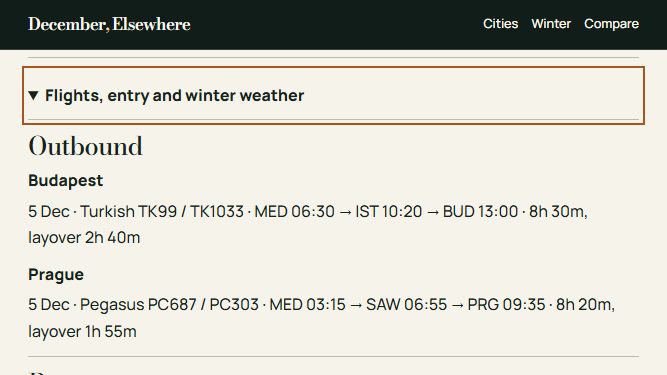 December, Elsewhere
Cities Winter Compare
▼ Flights, entry and winter weather
Outbound
Budapest
5 Dec · Turkish TK99 / TK1033 · MED 06:30 → IST 10:20 → BUD 13:00 · 8h 30m,
layover 2h 40m
Prague
5 Dec · Pegasus PC687 / PC303 · MED 03:15 → SAW 06:55 → PRG 09:35 · 8h 20m,
layover 1h 55m